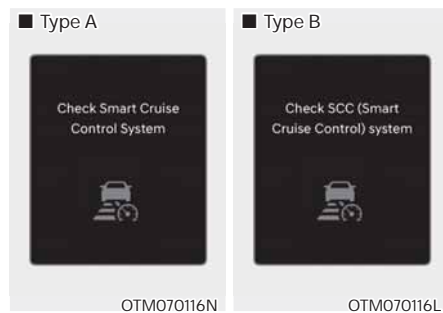 ■ Type A
Check Smart Cruise
Control System
OTM070116N
■ Type B
Check SCC (Smart
Cruise Control) system
OTM070116L